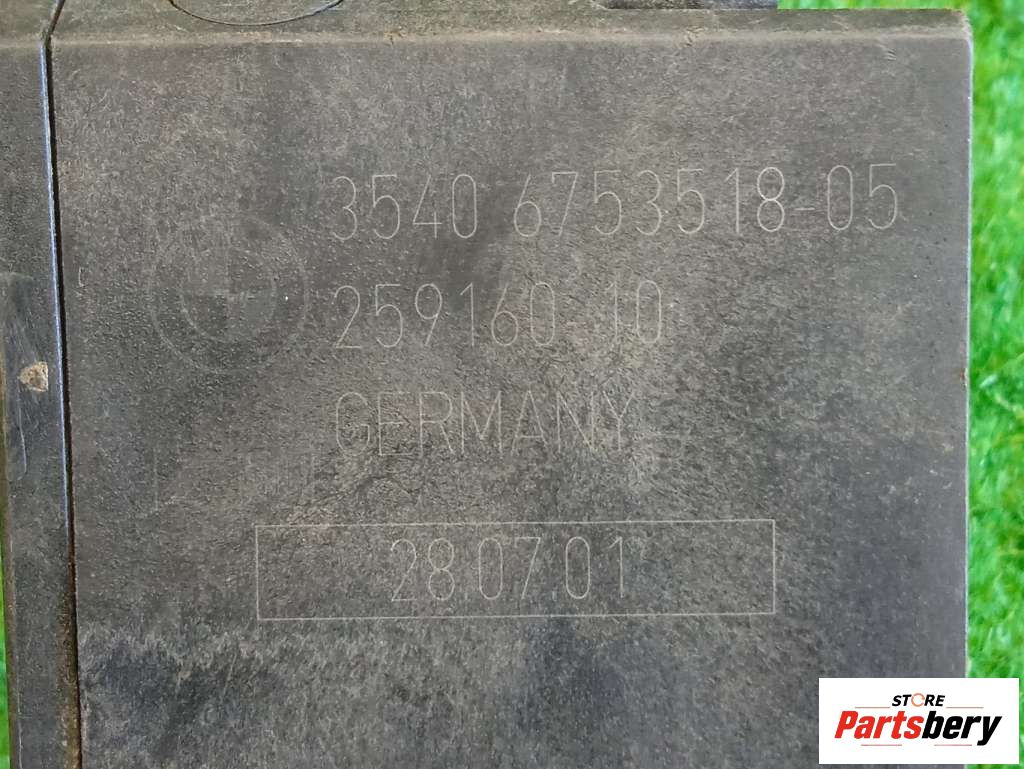 3540 6753518-05
259160-10
GERMANY
28.07.01
STORE
Partsbery